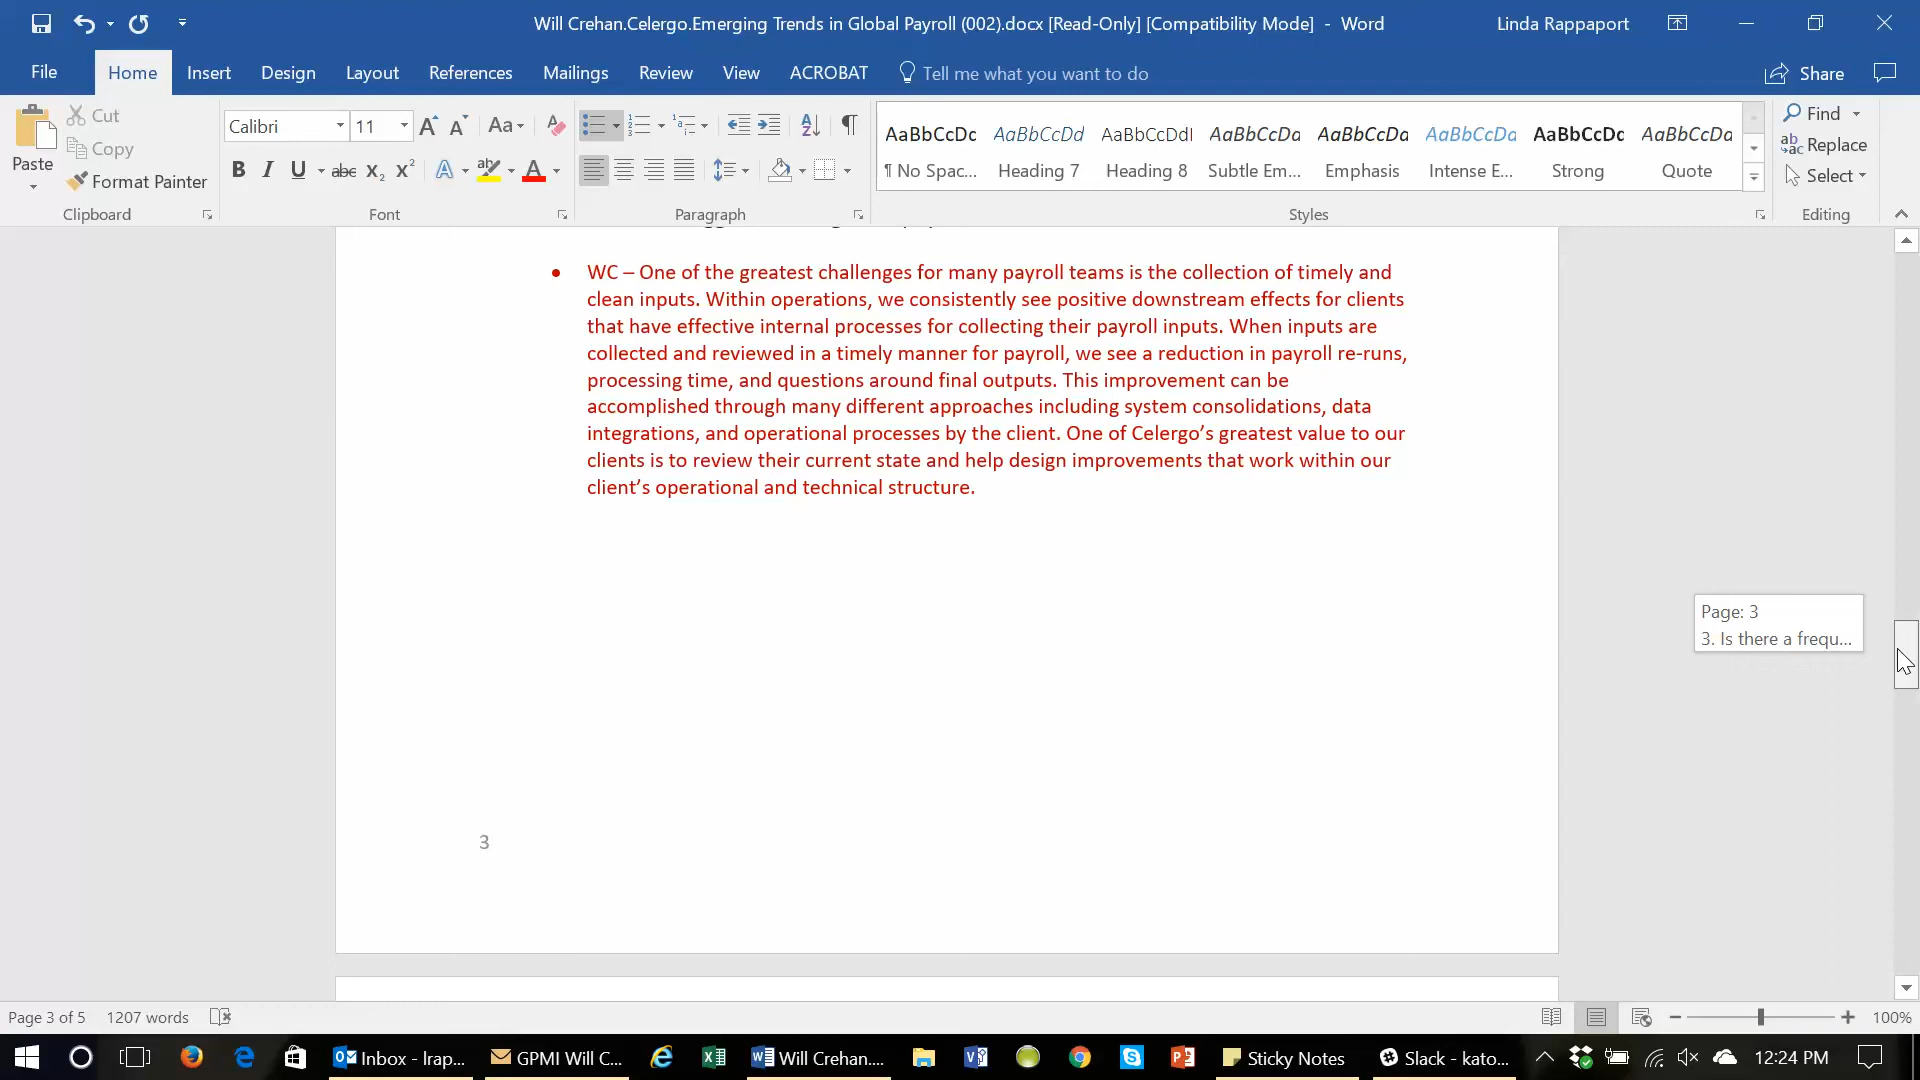 Will Crehan.Celergo.Emerging Trends in Global Payroll (002).docx [Read-Only] [Compatibility Mode] - Word
Linda Rappaport
File Home Insert Design Layout References Mailings Review View ACROBAT Tell me what you want to do Share
Paste
Cut
Copy
Format Painter
Clipboard
Calibri 11
Font
Paragraph
AaBbCcDc AaBbCcDd AaBbCcDdI AaBbCcDa AaBbCcDa AaBbCcDa AaBbCcDc AaBbCcDa
¶ No Spac... Heading 7 Heading 8 Subtle Em... Emphasis Intense E... Strong Quote
Styles
Find
Replace
Select
Editing
• WC – One of the greatest challenges for many payroll teams is the collection of timely and
clean inputs. Within operations, we consistently see positive downstream effects for clients
that have effective internal processes for collecting their payroll inputs. When inputs are
collected and reviewed in a timely manner for payroll, we see a reduction in payroll re-runs,
processing time, and questions around final outputs. This improvement can be
accomplished through many different approaches including system consolidations, data
integrations, and operational processes by the client. One of Celergo’s greatest value to our
clients is to review their current state and help design improvements that work within our
client’s operational and technical structure.
Page: 3
3. Is there a frequ...
3
Page 3 of 5 1207 words 100%
Inbox - lrap... GPMI Will C... Will Crehan.... Sticky Notes Slack - kato... 12:24 PM